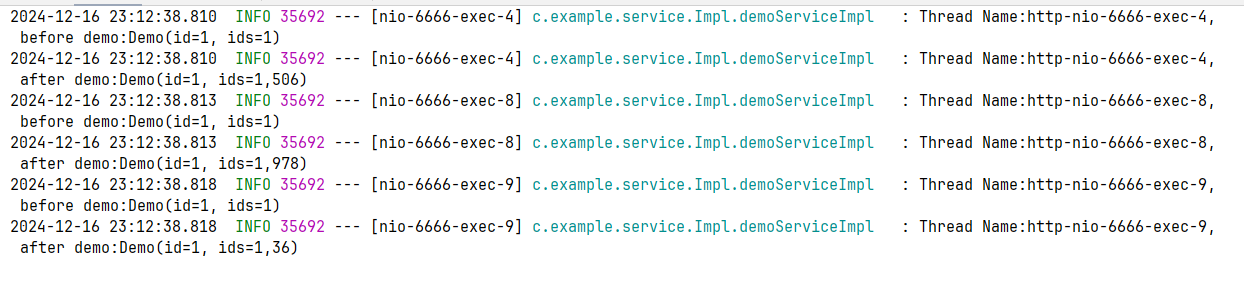 2024-12-16 23:12:38.810  INFO 35692 --- [nio-6666-exec-4] c.example.service.Impl.demoServiceImpl   : Thread Name:http-nio-6666-exec-4,
before demo:Demo(id=1, ids=1)
2024-12-16 23:12:38.810  INFO 35692 --- [nio-6666-exec-4] c.example.service.Impl.demoServiceImpl   : Thread Name:http-nio-6666-exec-4,
after demo:Demo(id=1, ids=1,506)
2024-12-16 23:12:38.813  INFO 35692 --- [nio-6666-exec-8] c.example.service.Impl.demoServiceImpl   : Thread Name:http-nio-6666-exec-8,
before demo:Demo(id=1, ids=1)
2024-12-16 23:12:38.813  INFO 35692 --- [nio-6666-exec-8] c.example.service.Impl.demoServiceImpl   : Thread Name:http-nio-6666-exec-8,
after demo:Demo(id=1, ids=1,978)
2024-12-16 23:12:38.818  INFO 35692 --- [nio-6666-exec-9] c.example.service.Impl.demoServiceImpl   : Thread Name:http-nio-6666-exec-9,
before demo:Demo(id=1, ids=1)
2024-12-16 23:12:38.818  INFO 35692 --- [nio-6666-exec-9] c.example.service.Impl.demoServiceImpl   : Thread Name:http-nio-6666-exec-9,
after demo:Demo(id=1, ids=1,36)